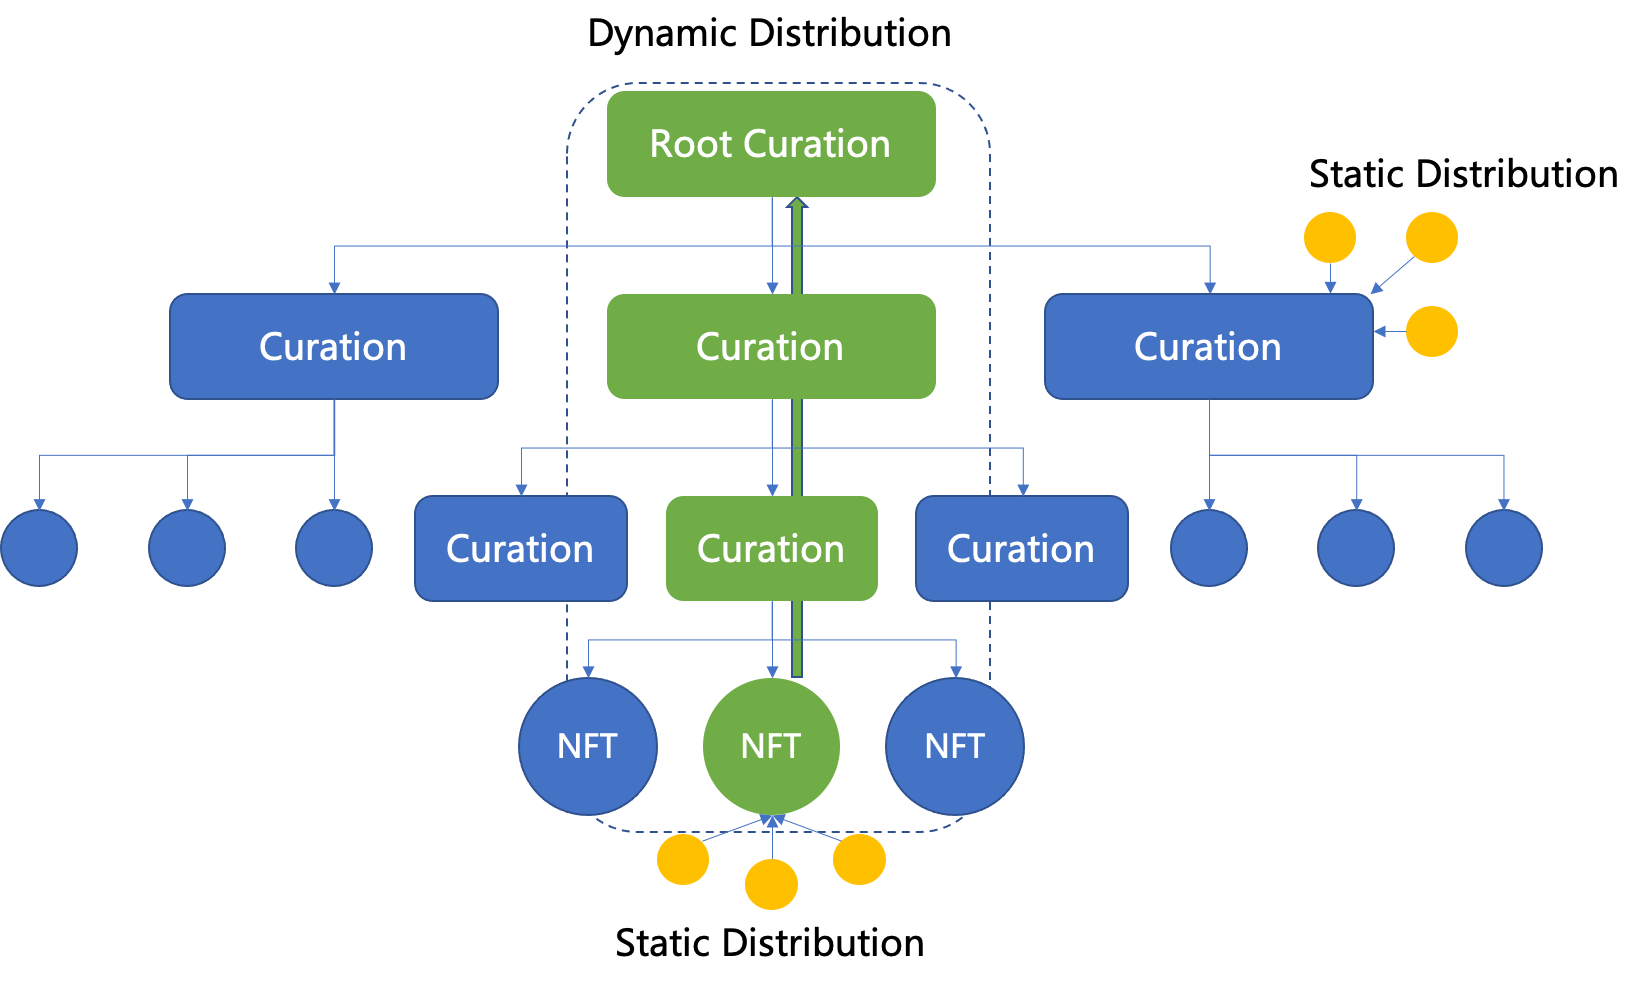 Dynamic Distribution
Root Curation
Static Distribution
Curation
Curation
Curation
Curation
Curation
Curation
NFT
NFT
NFT
Static Distribution